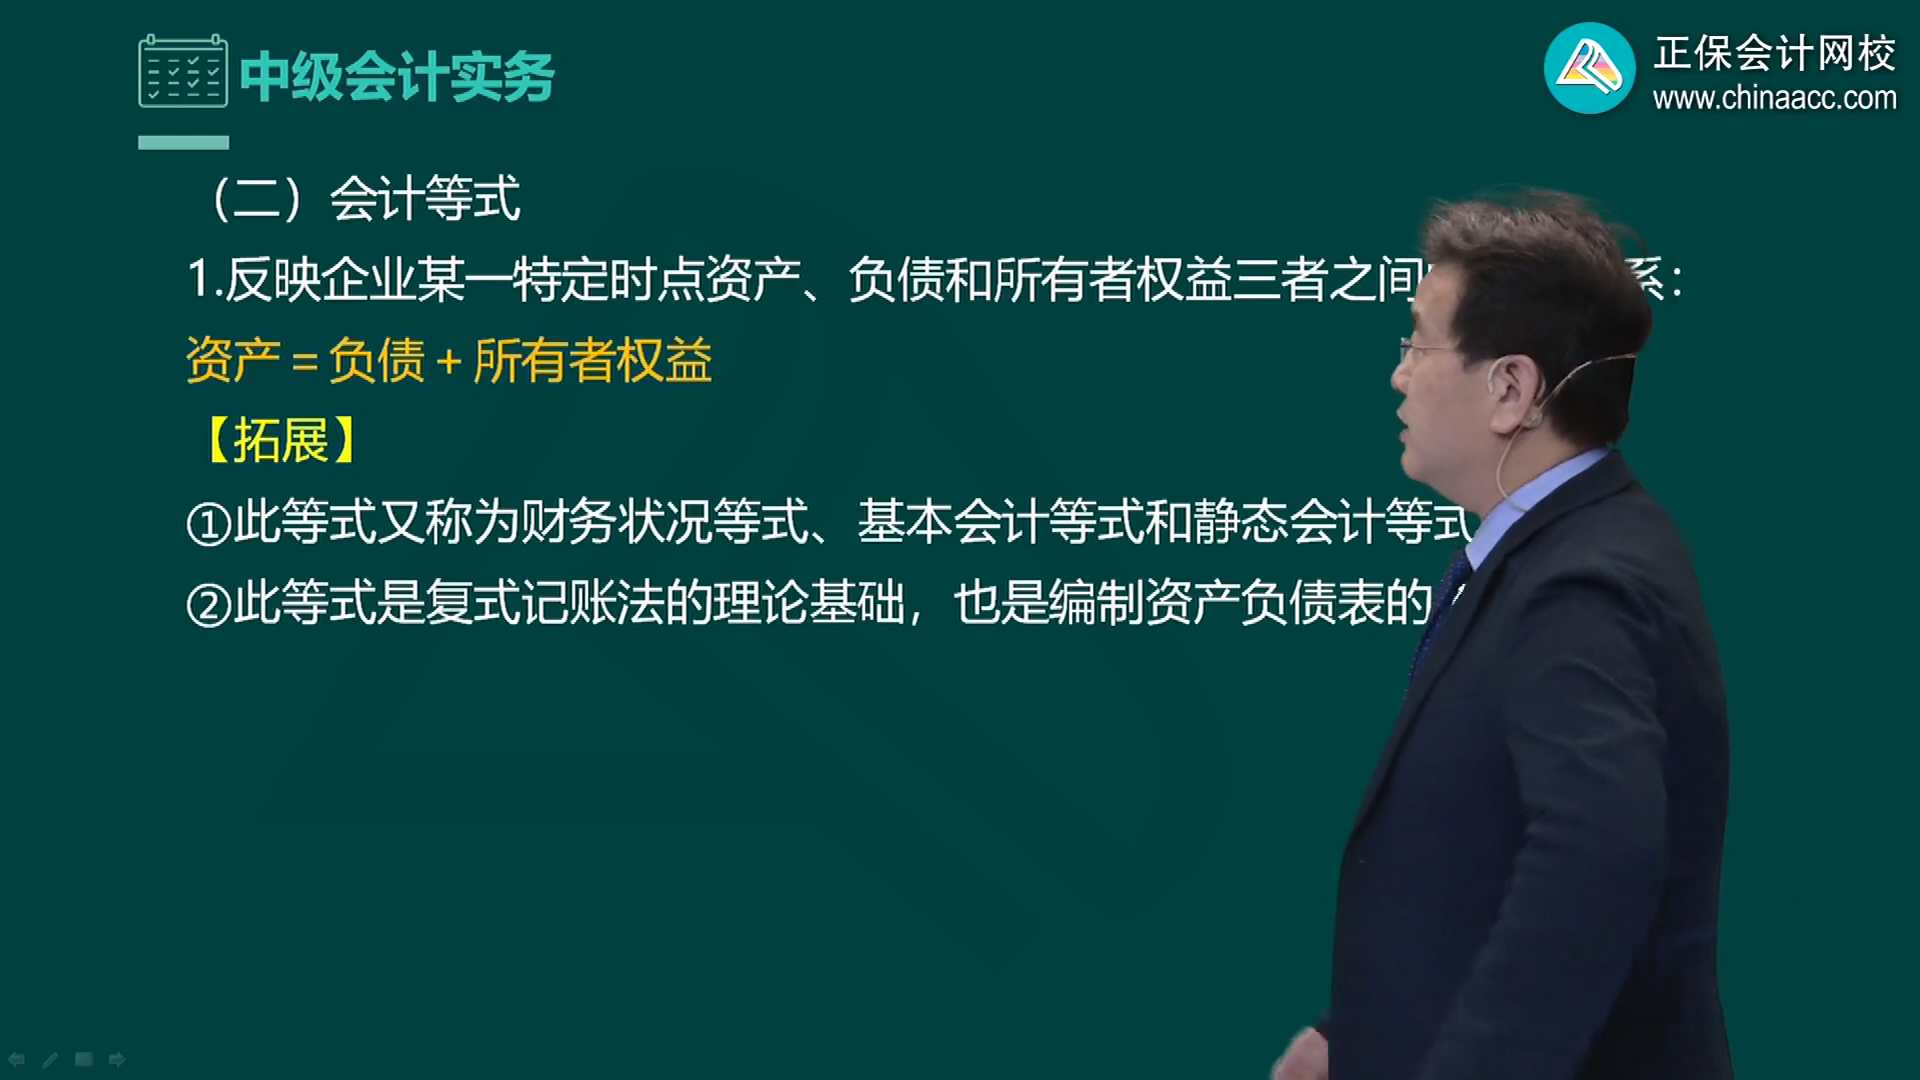 中级会计实务
正保会计网校
www.chinaacc.com
（二）会计等式
1.反映企业某一特定时点资产、负债和所有者权益三者之间系：
资产＝负债＋所有者权益
【拓展】
①此等式又称为财务状况等式、基本会计等式和静态会计等式
②此等式是复式记账法的理论基础，也是编制资产负债表的